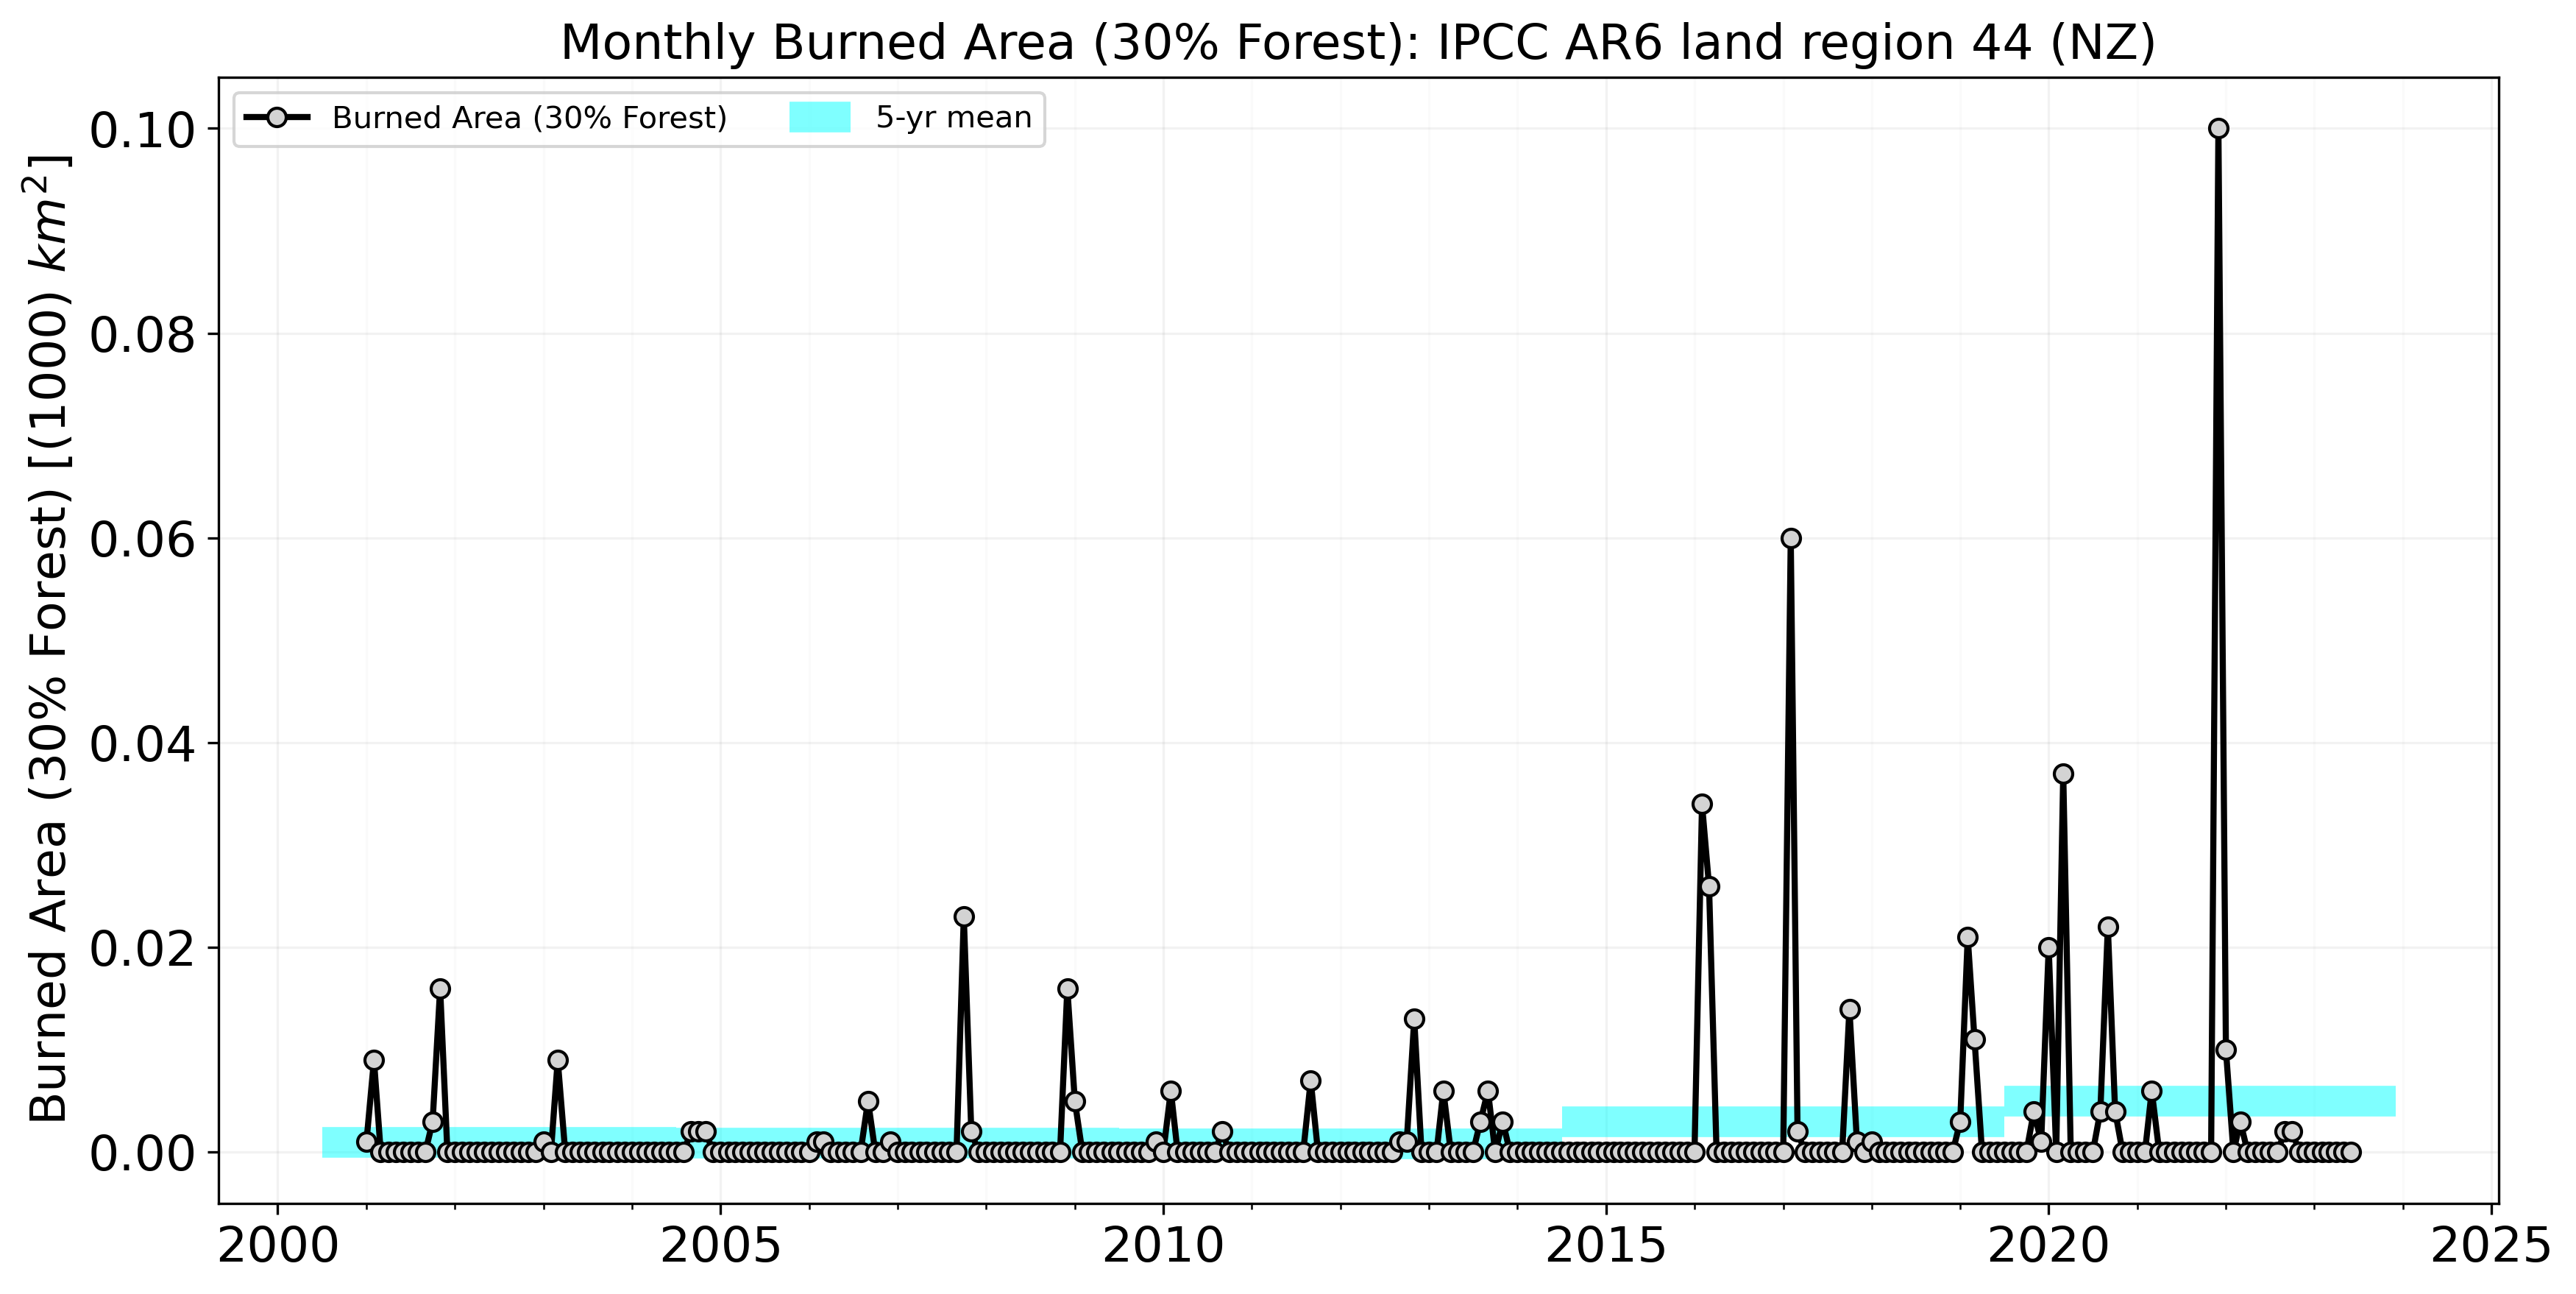 Monthly Burned Area (30% Forest): IPCC AR6 land region 44 (NZ)
Burned Area (30% Forest)
5-yr mean
Burned Area (30% Forest) [(1000) km²]
0.10
0.08
0.06
0.04
0.02
0.00
2000 2005 2010 2015 2020 2025